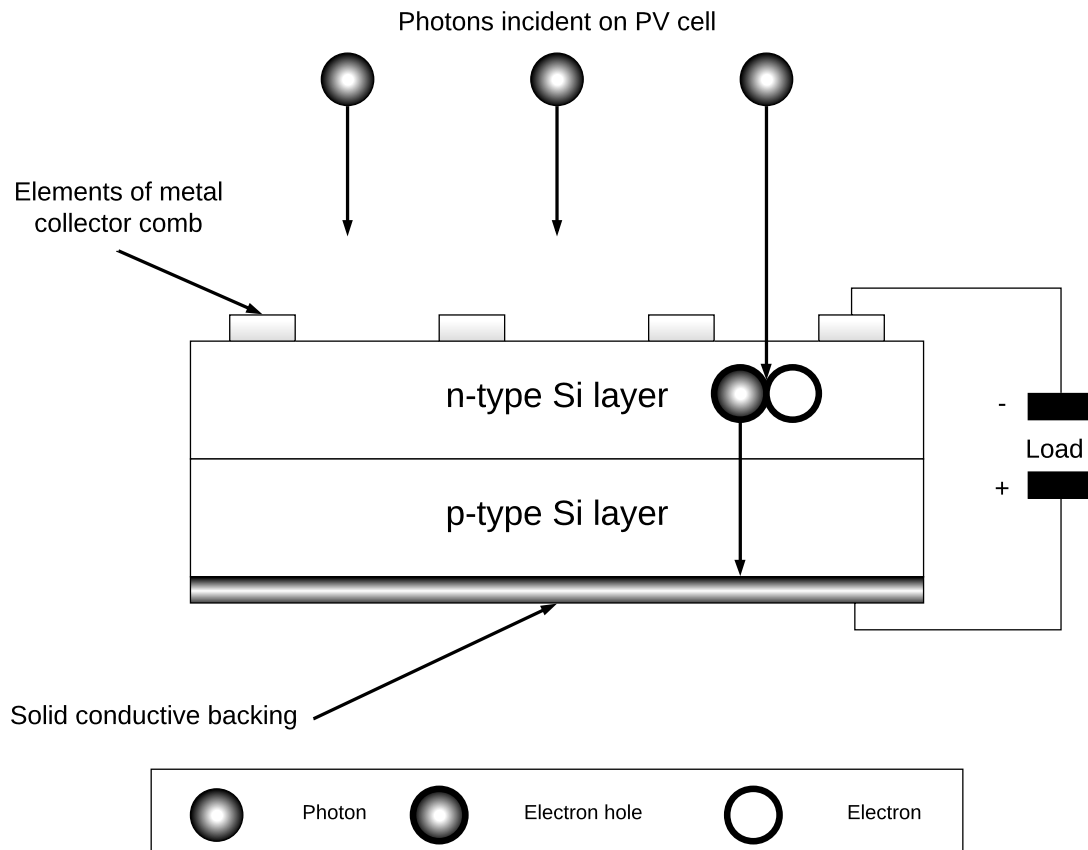 Photons incident on PV cell
Elements of metal
collector comb
n-type Si layer
-
Load
+
p-type Si layer
Solid conductive backing
Photon
Electron hole
Electron